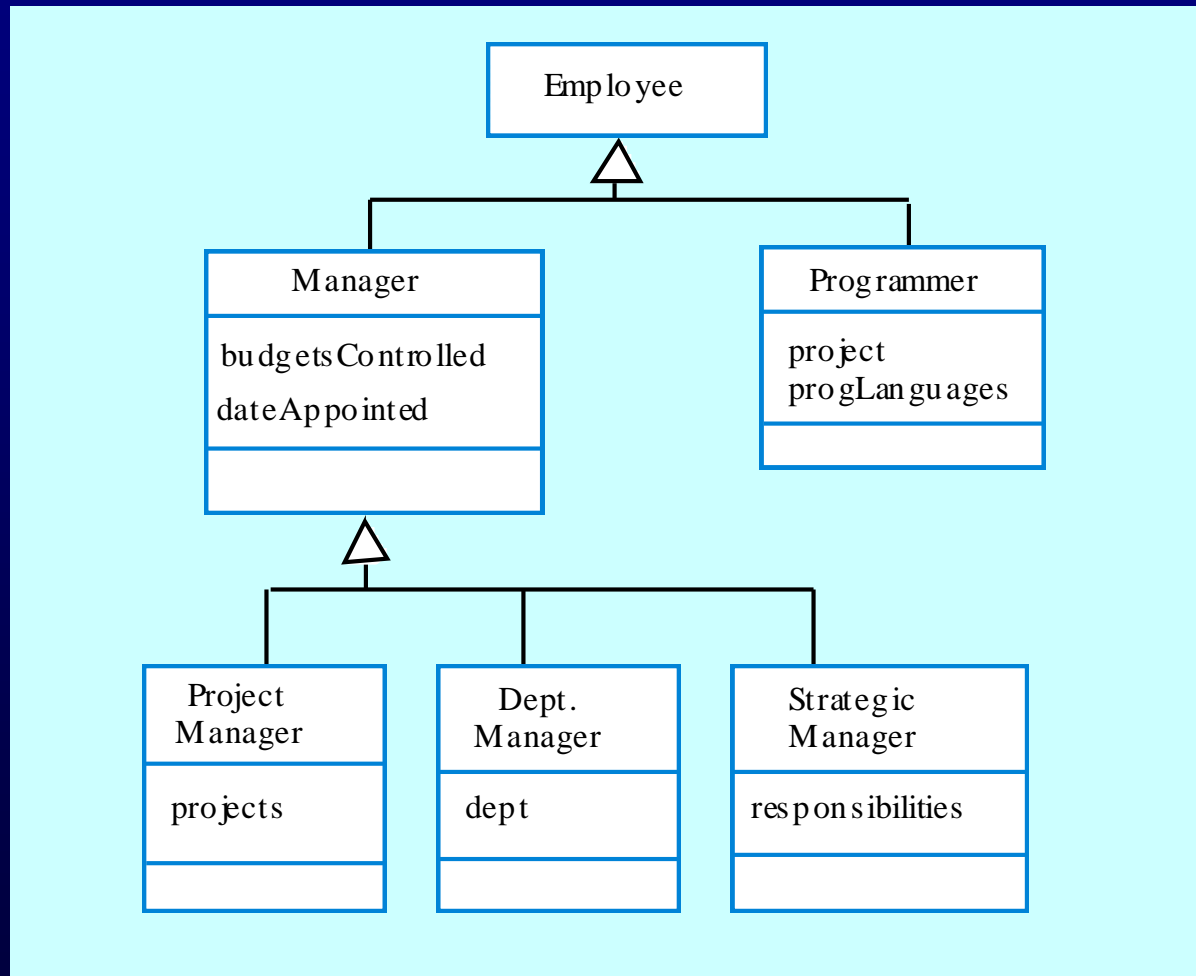 Employee
Manager
budgetsControlled
dateAppointed
Programmer
project
progLanguages
Project
Manager
projects
Dept.
Manager
dept
Strategic
Manager
responsibilities